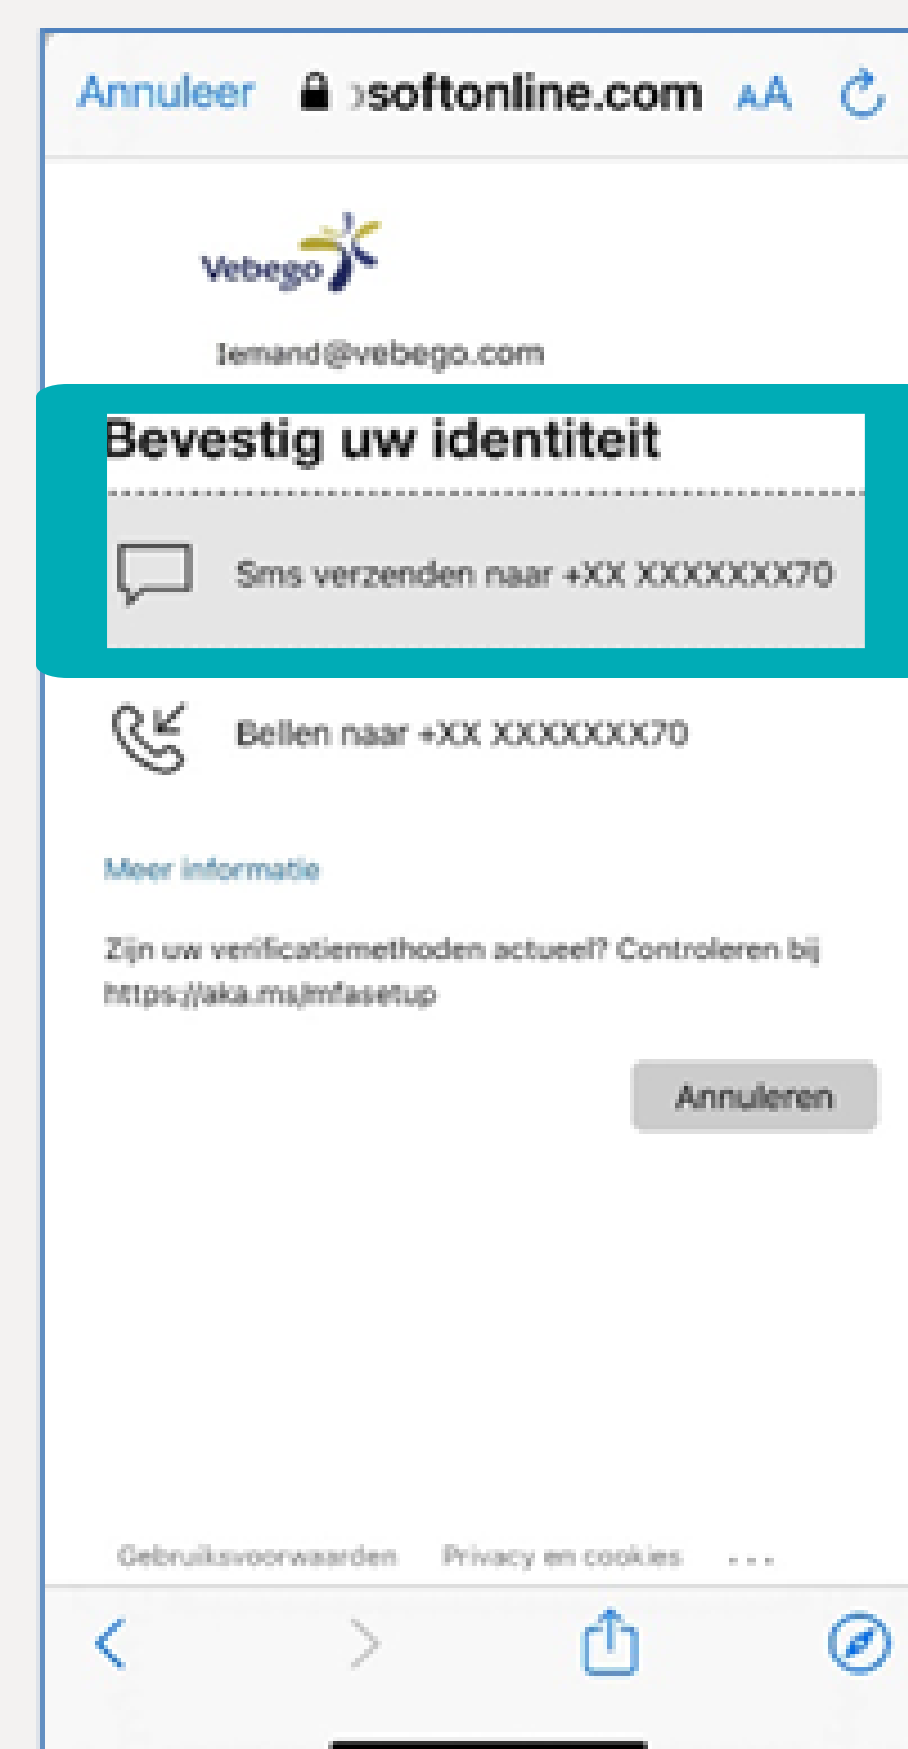 Annuleer softonline.com AA
Vebego
Iemand@vebego.com
Bevestig uw identiteit
Sms verzenden naar +XX XXXXXXX70
Bellen naar +XX XXXXXXX70
Meer informatie
Zijn uw verificatiemethoden actueel? Controleren bij
https://aka.ms/mfasetup
Annuleren
Gebruiksvoorwaarden Privacy en cookies ...